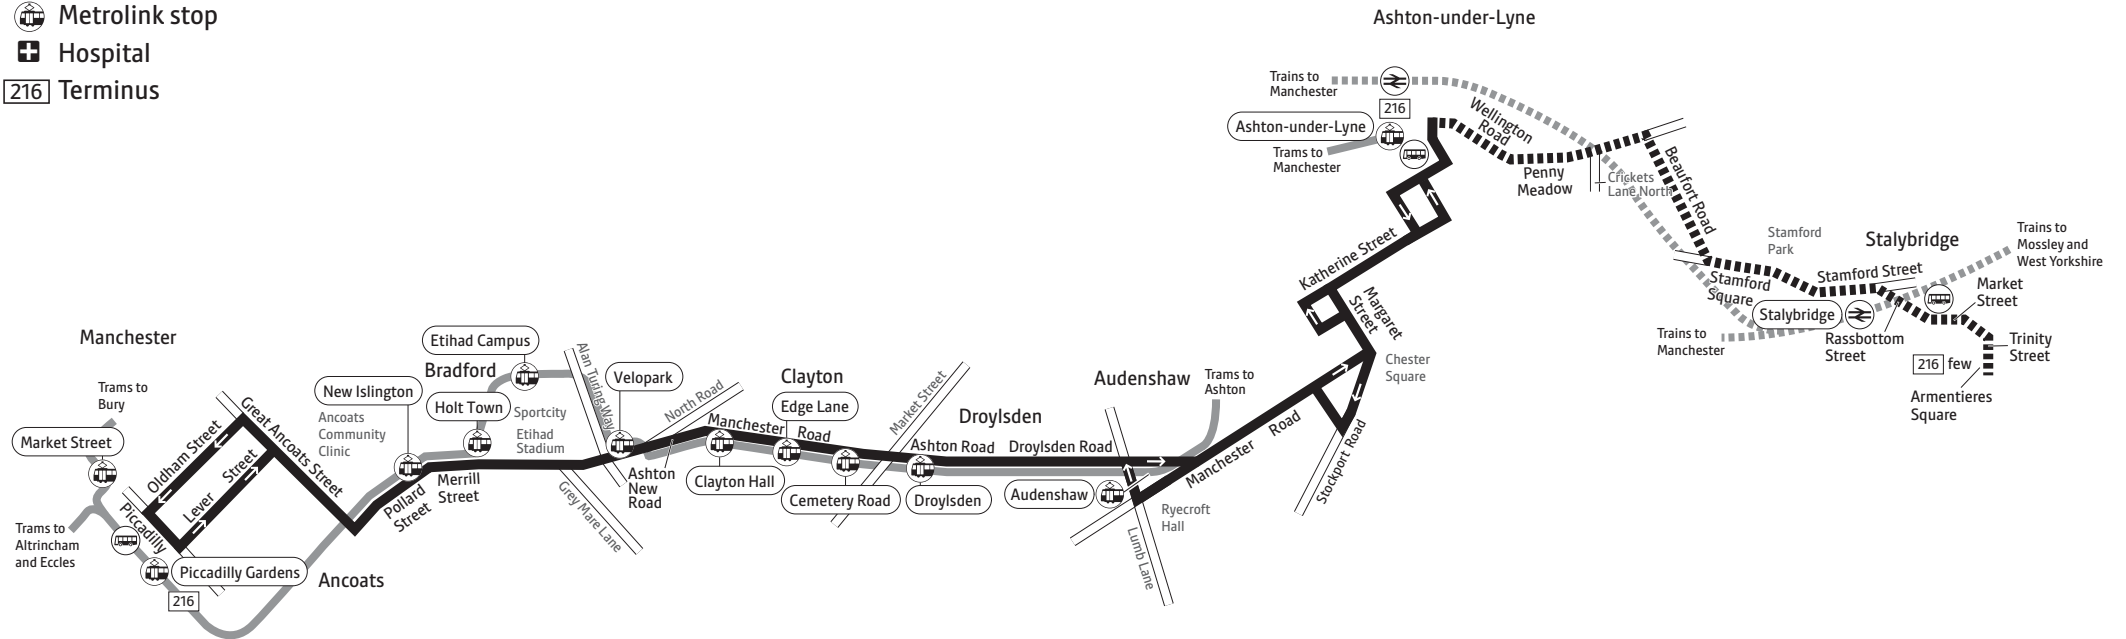 Metrolink stop
Hospital
216 Terminus
Ashton-under-Lyne
Trains to
Manchester
216
Ashton-under-Lyne
Trams to
Manchester
Wellington
Road
Penny
Meadow
Crickets
Lane North
Beaufort Road
Stamford
Square
Stamford
Park
Stamford Street
Stalybridge
Trains to
Mossley and
West Yorkshire
Market
Street
Stalybridge
Trains to
Manchester
Rassbottom
Street
Trinity
Street
216 few
Armentieres
Square
Katherine Street
Margaret
Street
Chester
Square
Stockport Road
Manchester Road
Audenshaw
Trams to
Ashton
Ryecroft
Hall
Lumb Lane
Audenshaw
Droylsden Road
Ashton Road
Droylsden
Droylsden
Market Street
Cemetery Road
Clayton
Edge Lane
Manchester Road
Clayton Hall
North Road
Ashton
New
Road
Velopark
Alan Turing Way
Grey Mare Lane
Etihad Campus
Bradford
Holt Town
Sportcity
Etihad
Stadium
Merrill
Street
New Islington
Ancoats
Community
Clinic
Pollard
Street
Great Ancoats Street
Manchester
Trams to
Bury
Market Street
Oldham Street
Lever Street
Piccadilly
Trams to
Altrincham
and Eccles
Piccadilly Gardens
Ancoats
216